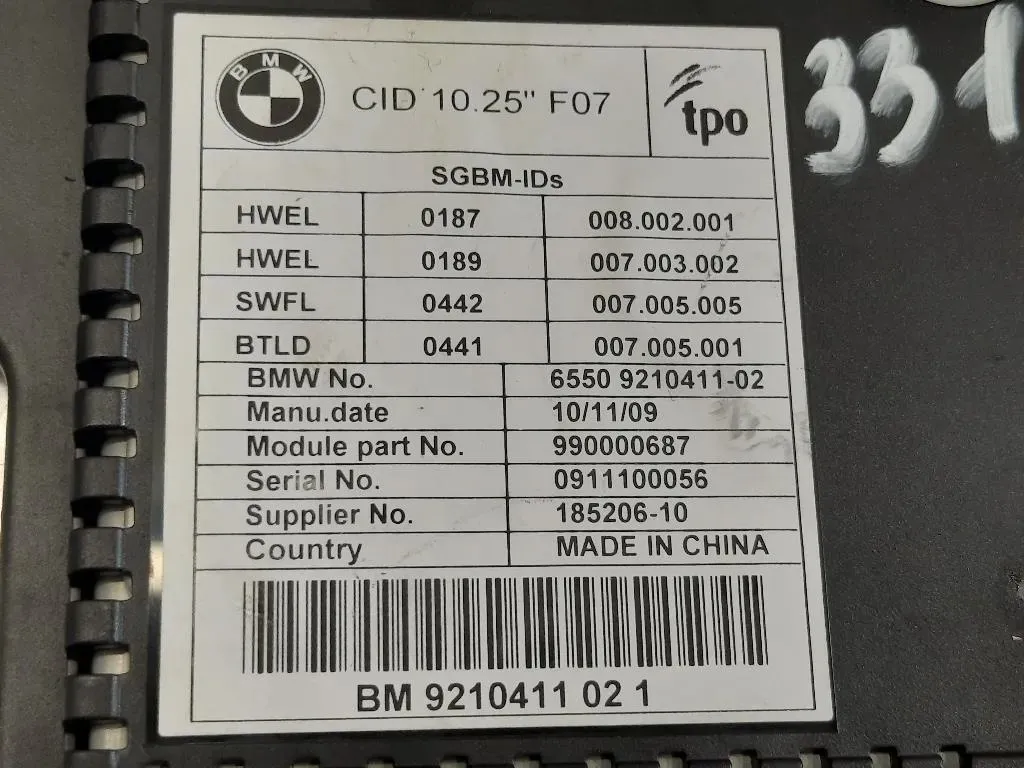 BMW
CID 10.25" F07
tpo
331
SGBM-IDs
HWEL 0187 008.002.001
HWEL 0189 007.003.002
SWFL 0442 007.005.005
BTLD 0441 007.005.001
BMW No. 6550 9210411-02
Manu.date 10/11/09
Module part No. 990000687
Serial No. 0911100056
Supplier No. 185206-10
Country MADE IN CHINA
BM 9210411 02 1